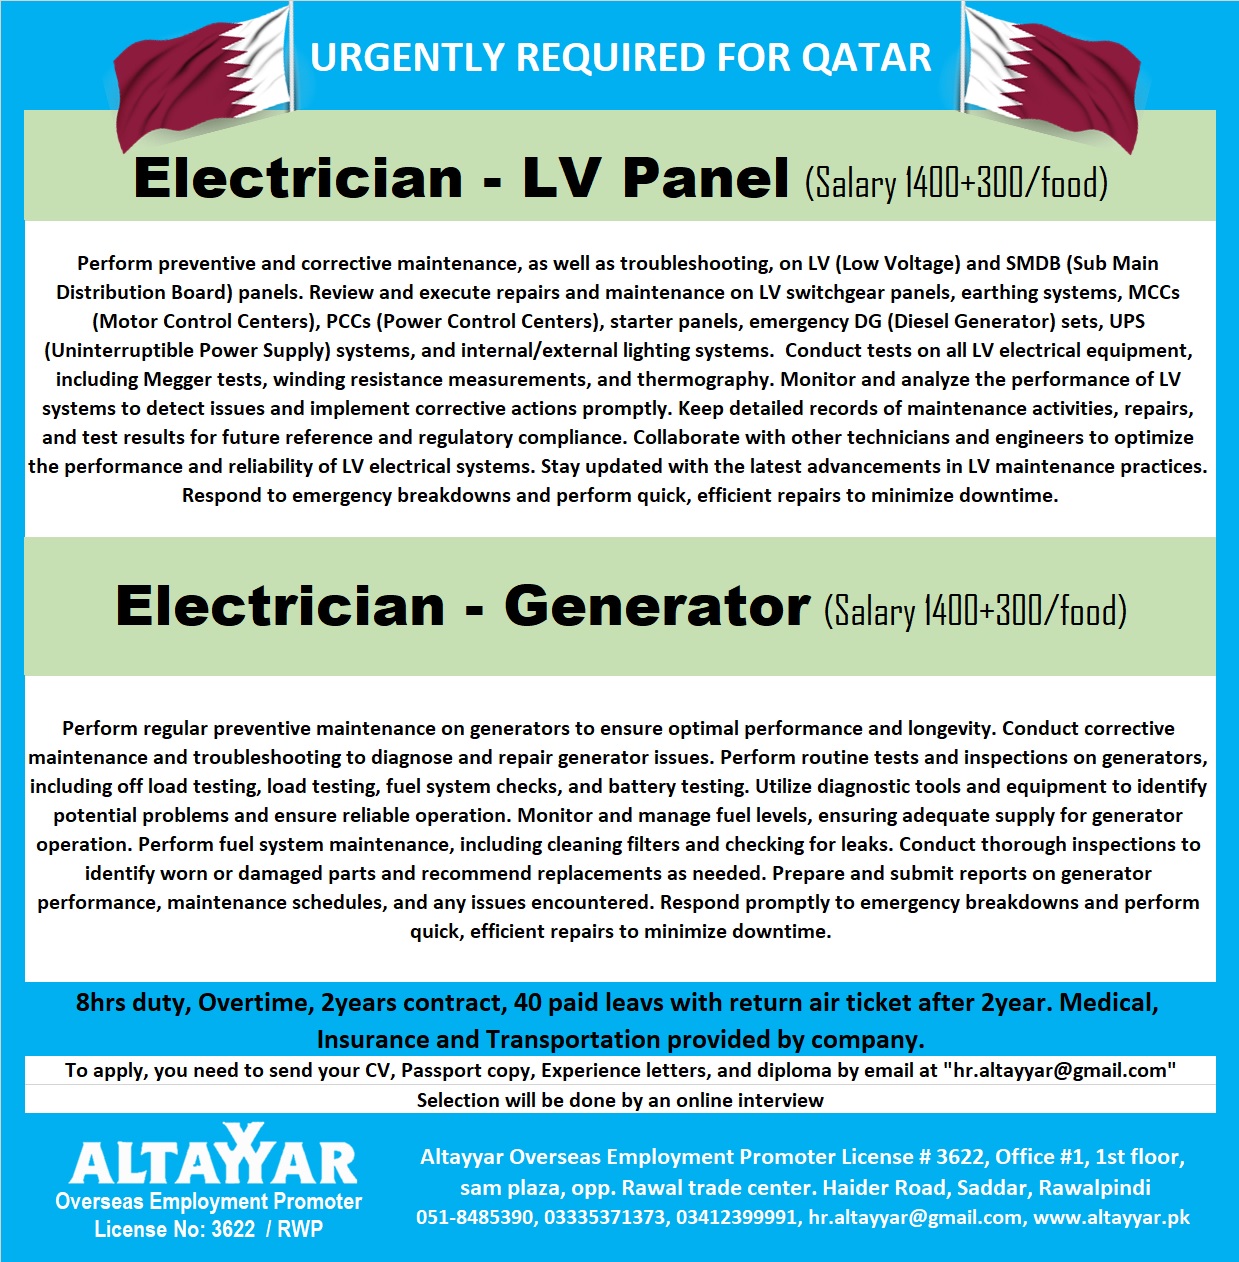 URGENTLY REQUIRED FOR QATAR
Electrician - LV Panel (Salary 1400+300/food)
Perform preventive and corrective maintenance, as well as troubleshooting, on LV (Low Voltage) and SMDB (Sub Main
Distribution Board) panels. Review and execute repairs and maintenance on LV switchgear panels, earthing systems, MCCs
(Motor Control Centers), PCCs (Power Control Centers), starter panels, emergency DG (Diesel Generator) sets, UPS
(Uninterruptible Power Supply) systems, and internal/external lighting systems.  Conduct tests on all LV electrical equipment,
including Megger tests, winding resistance measurements, and thermography. Monitor and analyze the performance of LV
systems to detect issues and implement corrective actions promptly. Keep detailed records of maintenance activities, repairs,
and test results for future reference and regulatory compliance. Collaborate with other technicians and engineers to optimize
the performance and reliability of LV electrical systems. Stay updated with the latest advancements in LV maintenance practices.
Respond to emergency breakdowns and perform quick, efficient repairs to minimize downtime.
Electrician - Generator (Salary 1400+300/food)
Perform regular preventive maintenance on generators to ensure optimal performance and longevity. Conduct corrective
maintenance and troubleshooting to diagnose and repair generator issues. Perform routine tests and inspections on generators,
including off load testing, load testing, fuel system checks, and battery testing. Utilize diagnostic tools and equipment to identify
potential problems and ensure reliable operation. Monitor and manage fuel levels, ensuring adequate supply for generator
operation. Perform fuel system maintenance, including cleaning filters and checking for leaks. Conduct thorough inspections to
identify worn or damaged parts and recommend replacements as needed. Prepare and submit reports on generator
performance, maintenance schedules, and any issues encountered. Respond promptly to emergency breakdowns and perform
quick, efficient repairs to minimize downtime.
8hrs duty, Overtime, 2years contract, 40 paid leavs with return air ticket after 2year. Medical,
Insurance and Transportation provided by company.
To apply, you need to send your CV, Passport copy, Experience letters, and diploma by email at "hr.altayyar@gmail.com"
Selection will be done by an online interview
ALTAYYAR
Overseas Employment Promoter
License No: 3622  / RWP
Altayyar Overseas Employment Promoter License # 3622, Office #1, 1st floor,
sam plaza, opp. Rawal trade center. Haider Road, Saddar, Rawalpindi
051-8485390, 03335371373, 03412399991, hr.altayyar@gmail.com, www.altayyar.pk